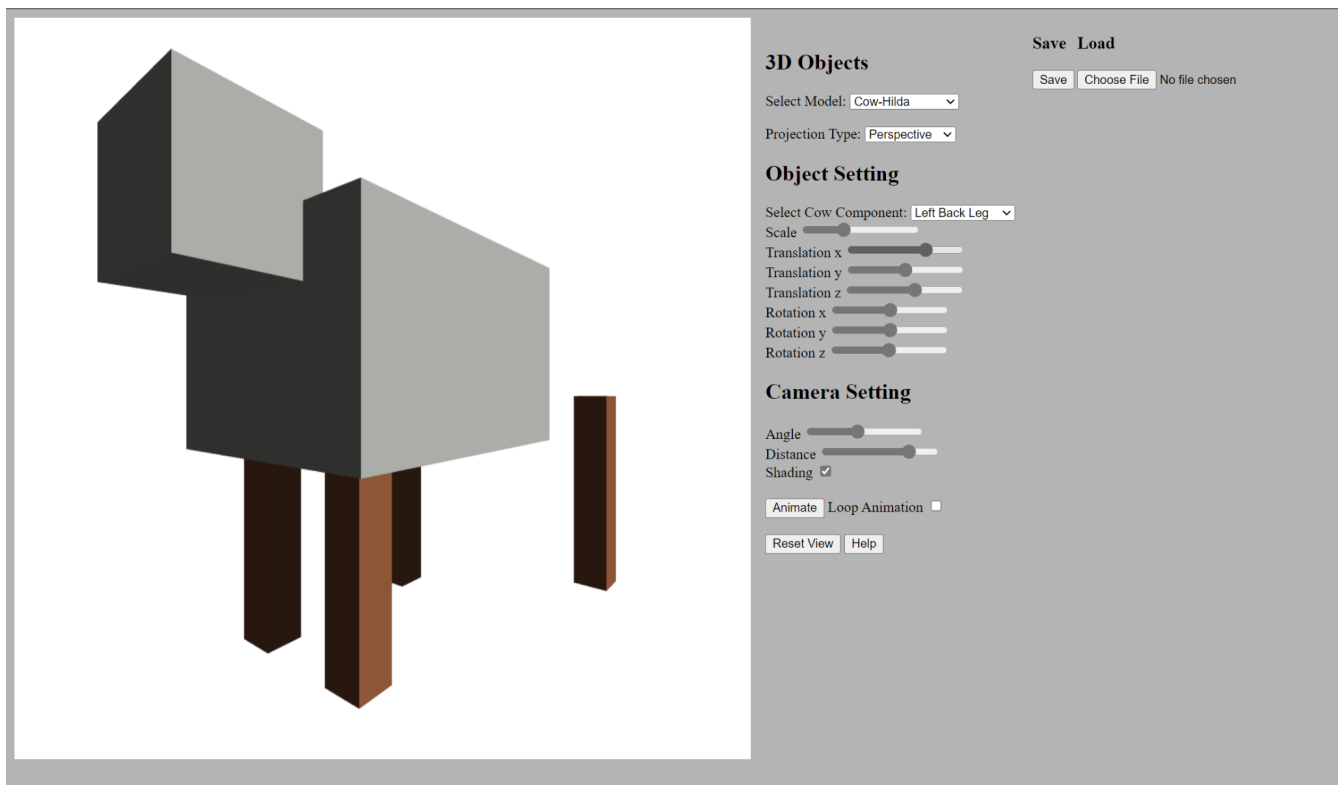 3D Objects
Select Model: Cow-Hilda
Projection Type: Perspective
Object Setting
Select Cow Component: Left Back Leg
Scale
Translation x
Translation y
Translation z
Rotation x
Rotation y
Rotation z
Camera Setting
Angle
Distance
Shading
Animate Loop Animation
Reset View Help
Save Load
Save Choose File No file chosen